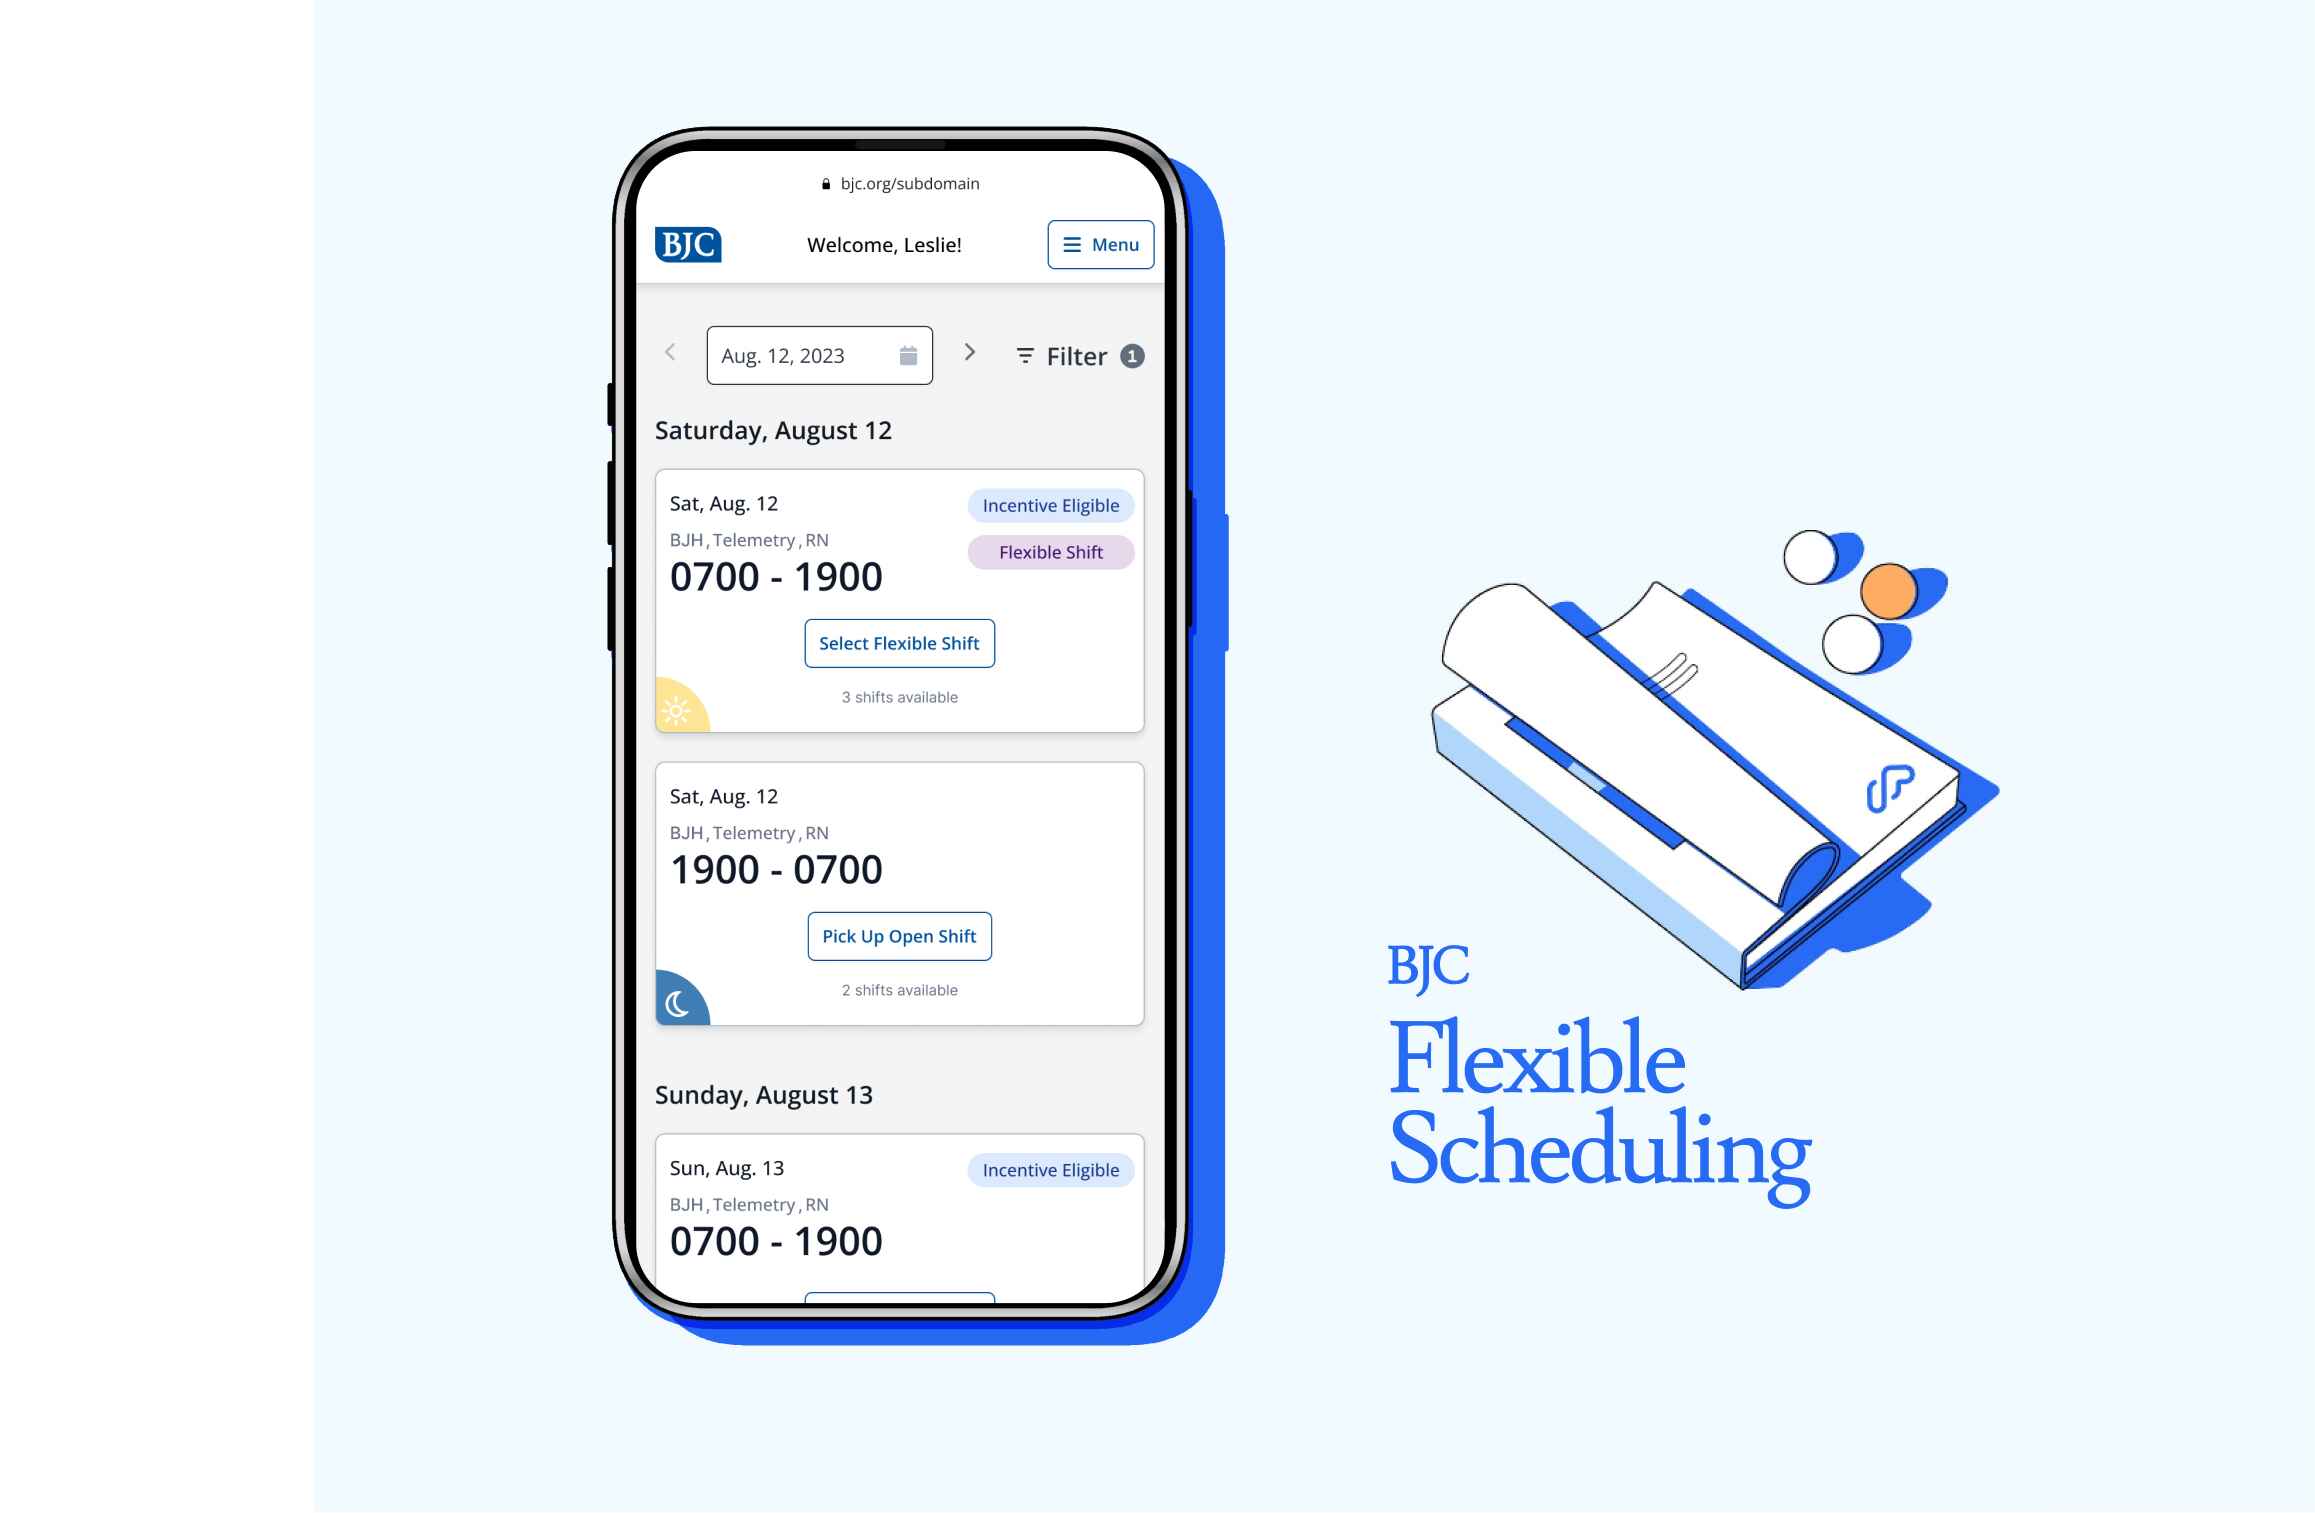 bjc.org/subdomain
BJC
Welcome, Leslie!
Menu
Aug. 12, 2023
Filter 1
Saturday, August 12
Sat, Aug. 12
Incentive Eligible
BJH, Telemetry, RN
Flexible Shift
0700 - 1900
Select Flexible Shift
3 shifts available
Sat, Aug. 12
BJH, Telemetry, RN
1900 - 0700
Pick Up Open Shift
2 shifts available
Sunday, August 13
Sun, Aug. 13
Incentive Eligible
BJH, Telemetry, RN
0700 - 1900
BJC
Flexible
Scheduling